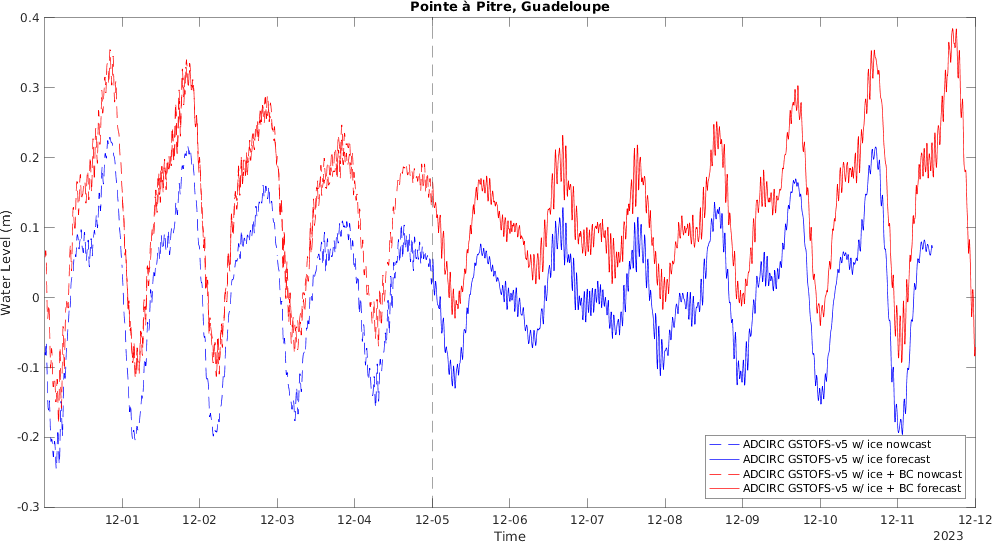 Pointe à Pitre, Guadeloupe
0.4
0.3
0.2
0.1
0
-0.1
-0.2
-0.3
Water Level (m)
12-01 12-02 12-03 12-04 12-05 12-06 12-07 12-08 12-09 12-10 12-11 12-12
Time
2023
ADCIRC GSTOFS-v5 w/ ice nowcast
ADCIRC GSTOFS-v5 w/ ice forecast
ADCIRC GSTOFS-v5 w/ ice + BC nowcast
ADCIRC GSTOFS-v5 w/ ice + BC forecast